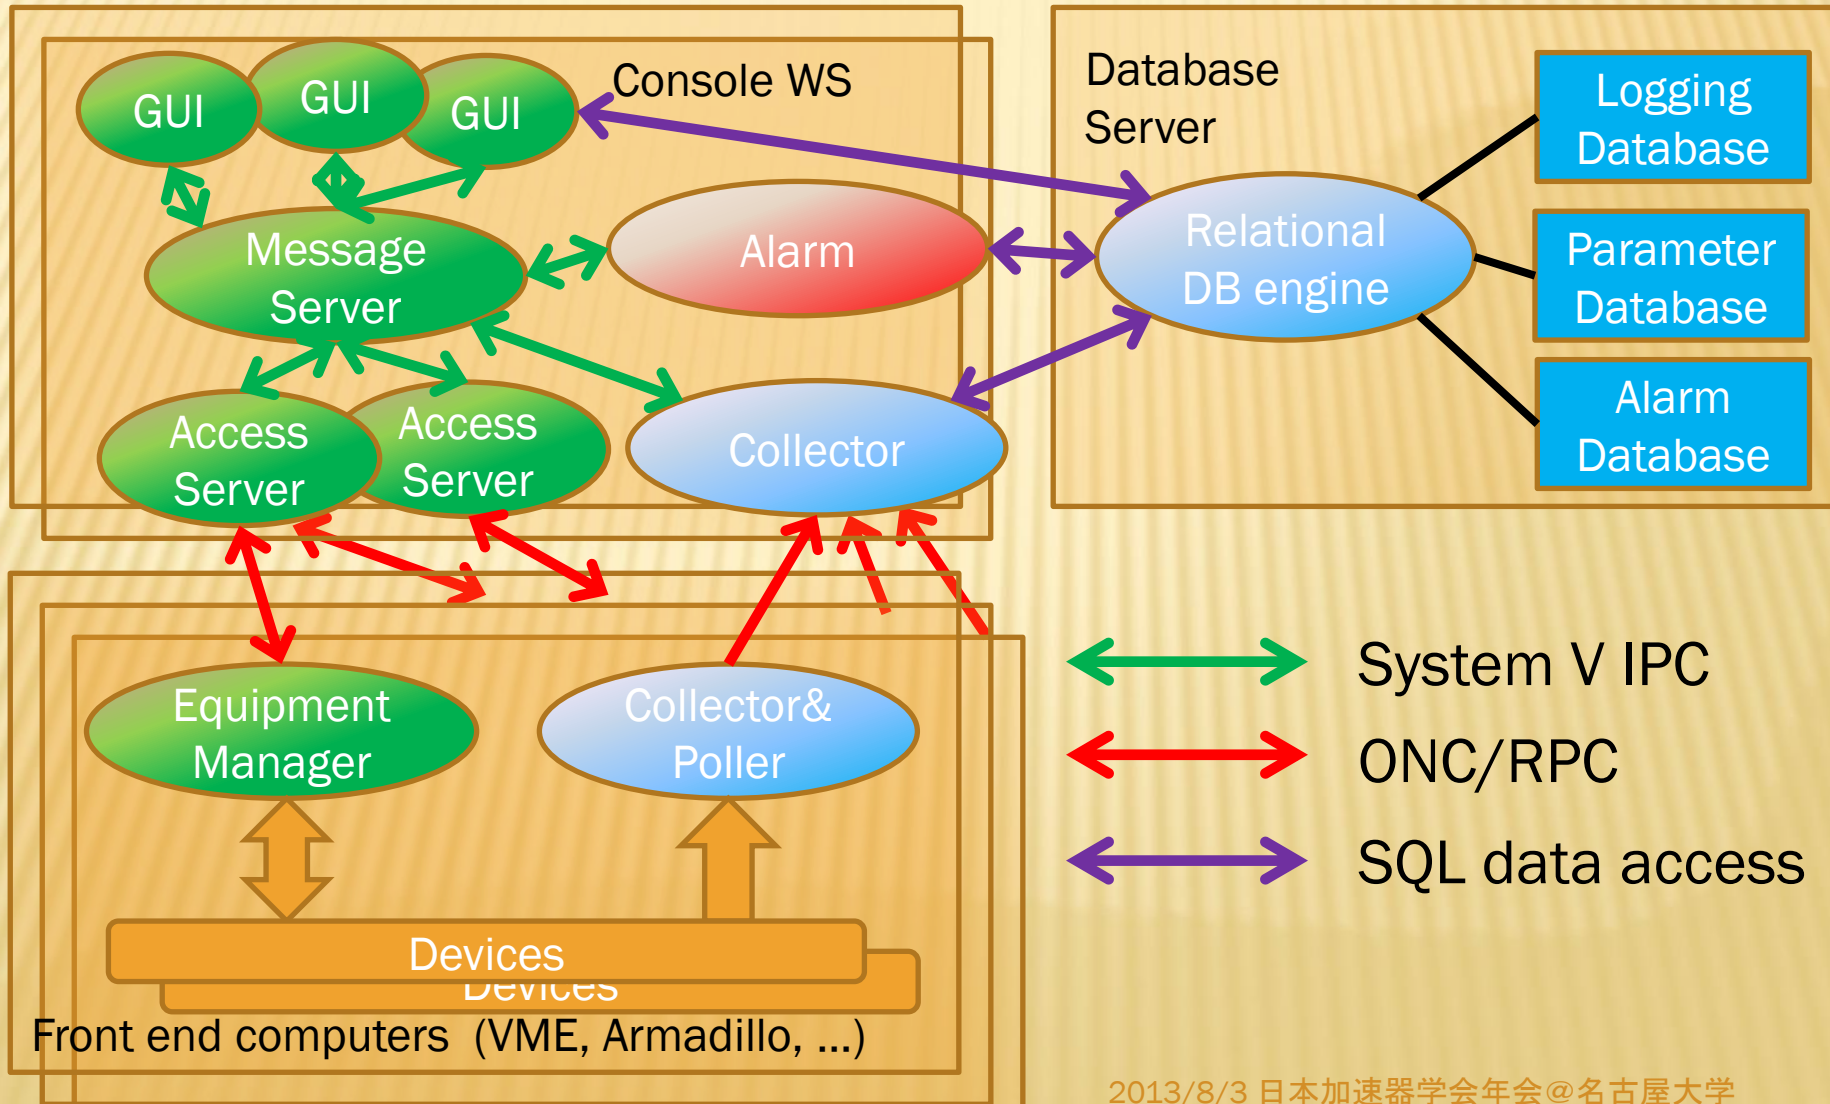 GUI
GUI
GUI
Console WS
Message
Server
Alarm
Access
Server
Access
Server
Collector
Database
Server
Relational
DB engine
Logging
Database
Parameter
Database
Alarm
Database
Equipment
Manager
Collector&
Poller
Devices
Devices
Front end computers (VME, Armadillo, ...)
System V IPC
ONC/RPC
SQL data access
2013/8/3 日本加速器学会年会@名古屋大学